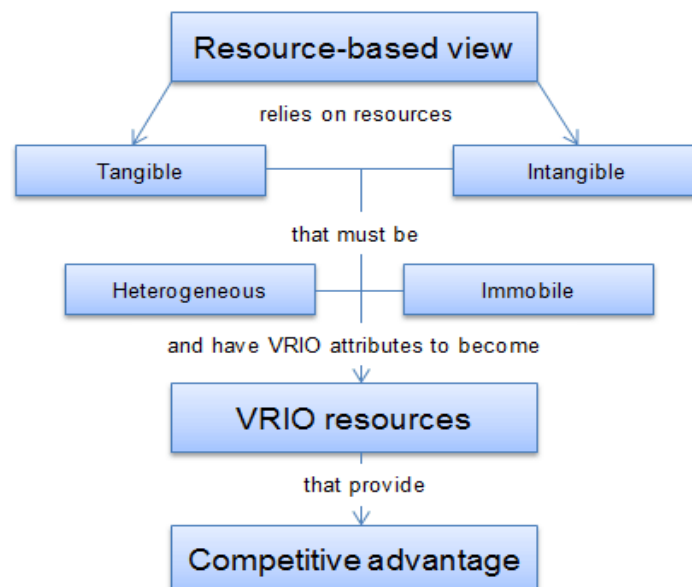 Resource-based view
relies on resources
Tangible
Intangible
that must be
Heterogeneous
Immobile
and have VRIO attributes to become
VRIO resources
that provide
Competitive advantage